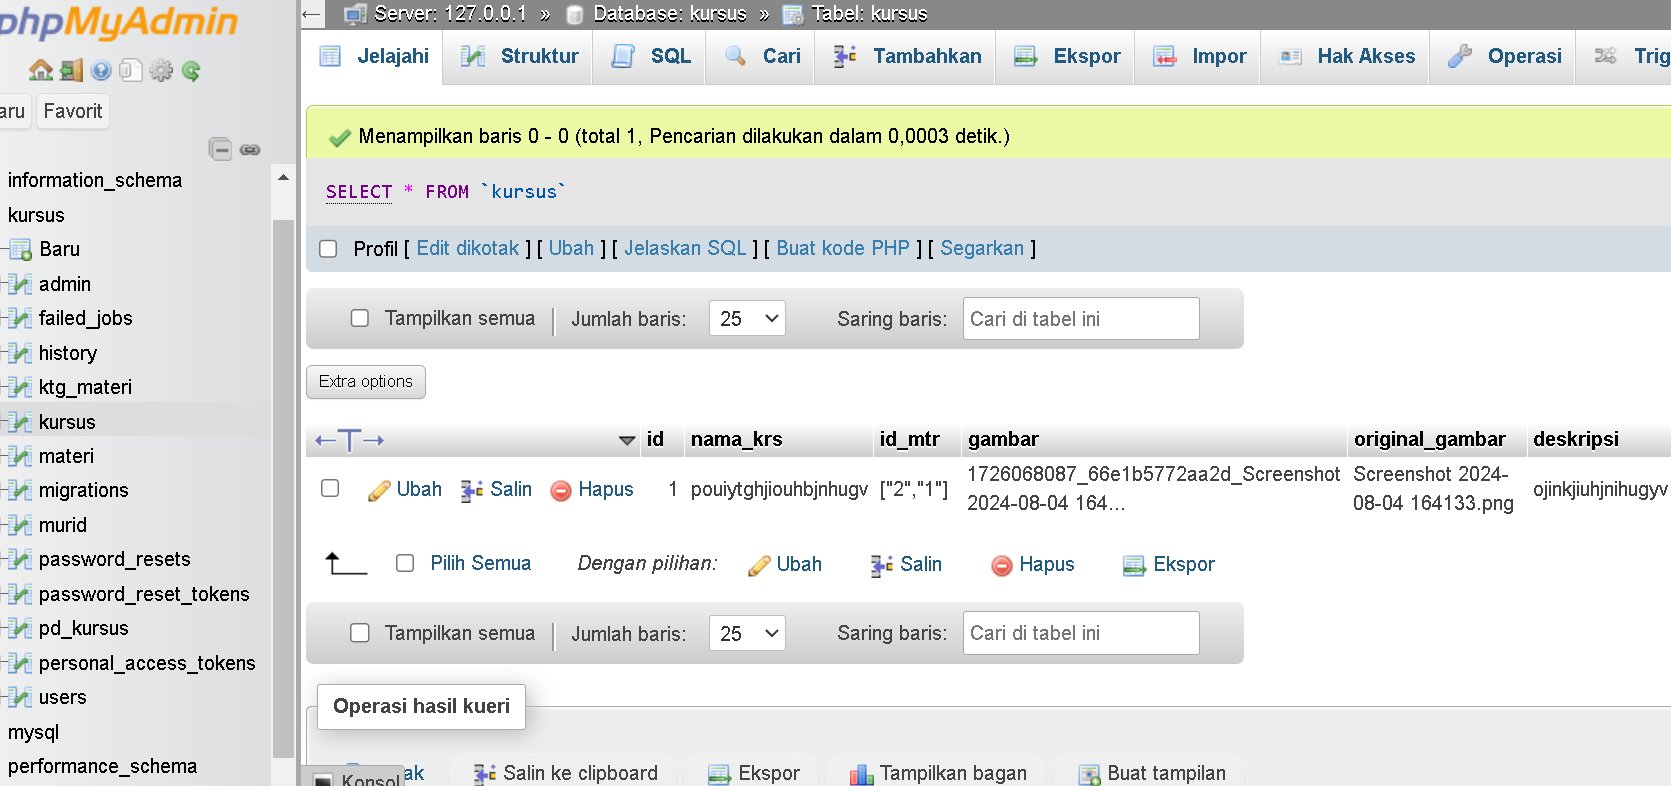 phpMyAdmin
Baru Favorit
information_schema
kursus
Baru
admin
failed_jobs
history
ktg_materi
kursus
materi
migrations
murid
password_resets
password_reset_tokens
pd_kursus
personal_access_tokens
users
mysql
performance_schema
Server: 127.0.0.1 » Database: kursus » Tabel: kursus
Jelajahi Struktur SQL Cari Tambahkan Ekspor Impor Hak Akses Operasi Trig
Menampilkan baris 0 - 0 (total 1, Pencarian dilakukan dalam 0,0003 detik.)
SELECT * FROM `kursus`
Profil [ Edit dikotak ] [ Ubah ] [ Jelaskan SQL ] [ Buat kode PHP ] [ Segarkan ]
Tampilkan semua Jumlah baris: 25 Saring baris: Cari di tabel ini
Extra options
←T→ id nama_krs id_mtr gambar original_gambar deskripsi
Ubah Salin Hapus 1 pouiytghjiouhbjnhugv ["2","1"] 1726068087_66e1b5772aa2d_Screenshot 2024-08-04 164... Screenshot 2024-08-04 164133.png ojinkjiuhjnihugyv
Pilih Semua Dengan pilihan: Ubah Salin Hapus Ekspor
Tampilkan semua Jumlah baris: 25 Saring baris: Cari di tabel ini
Operasi hasil kueri
Konsol ak Salin ke clipboard Ekspor Tampilkan bagan Buat tampilan